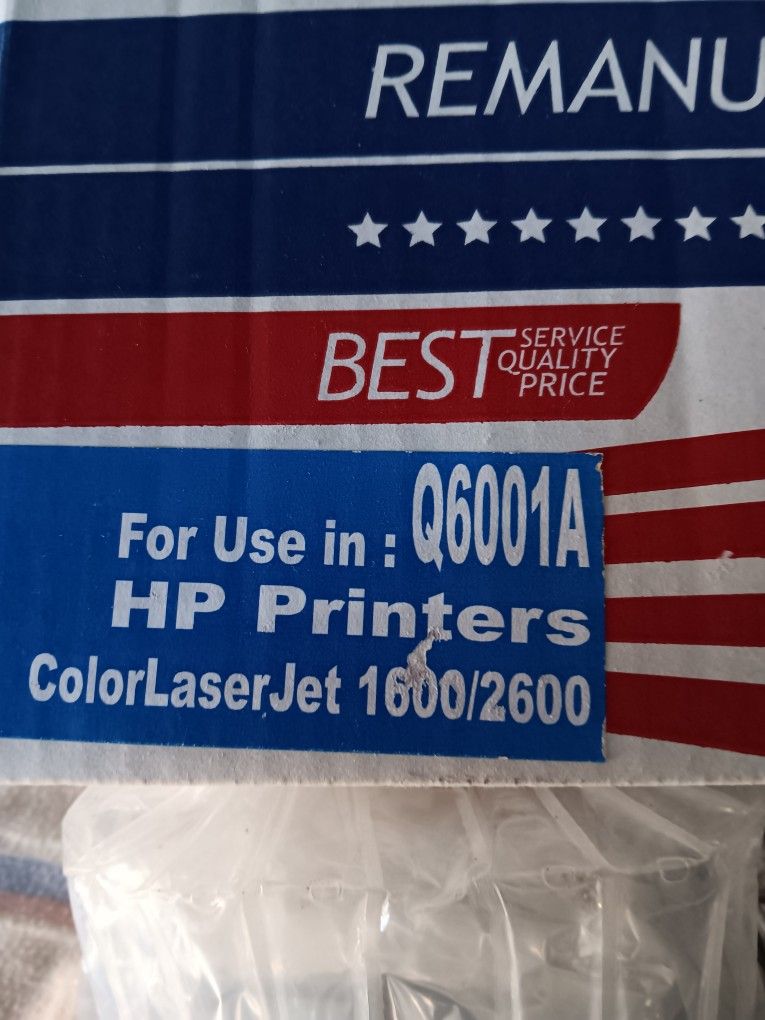 REMANU
BEST SERVICE
QUALITY
PRICE
For Use in : Q6001A
HP Printers
ColorLaserJet 1600/2600